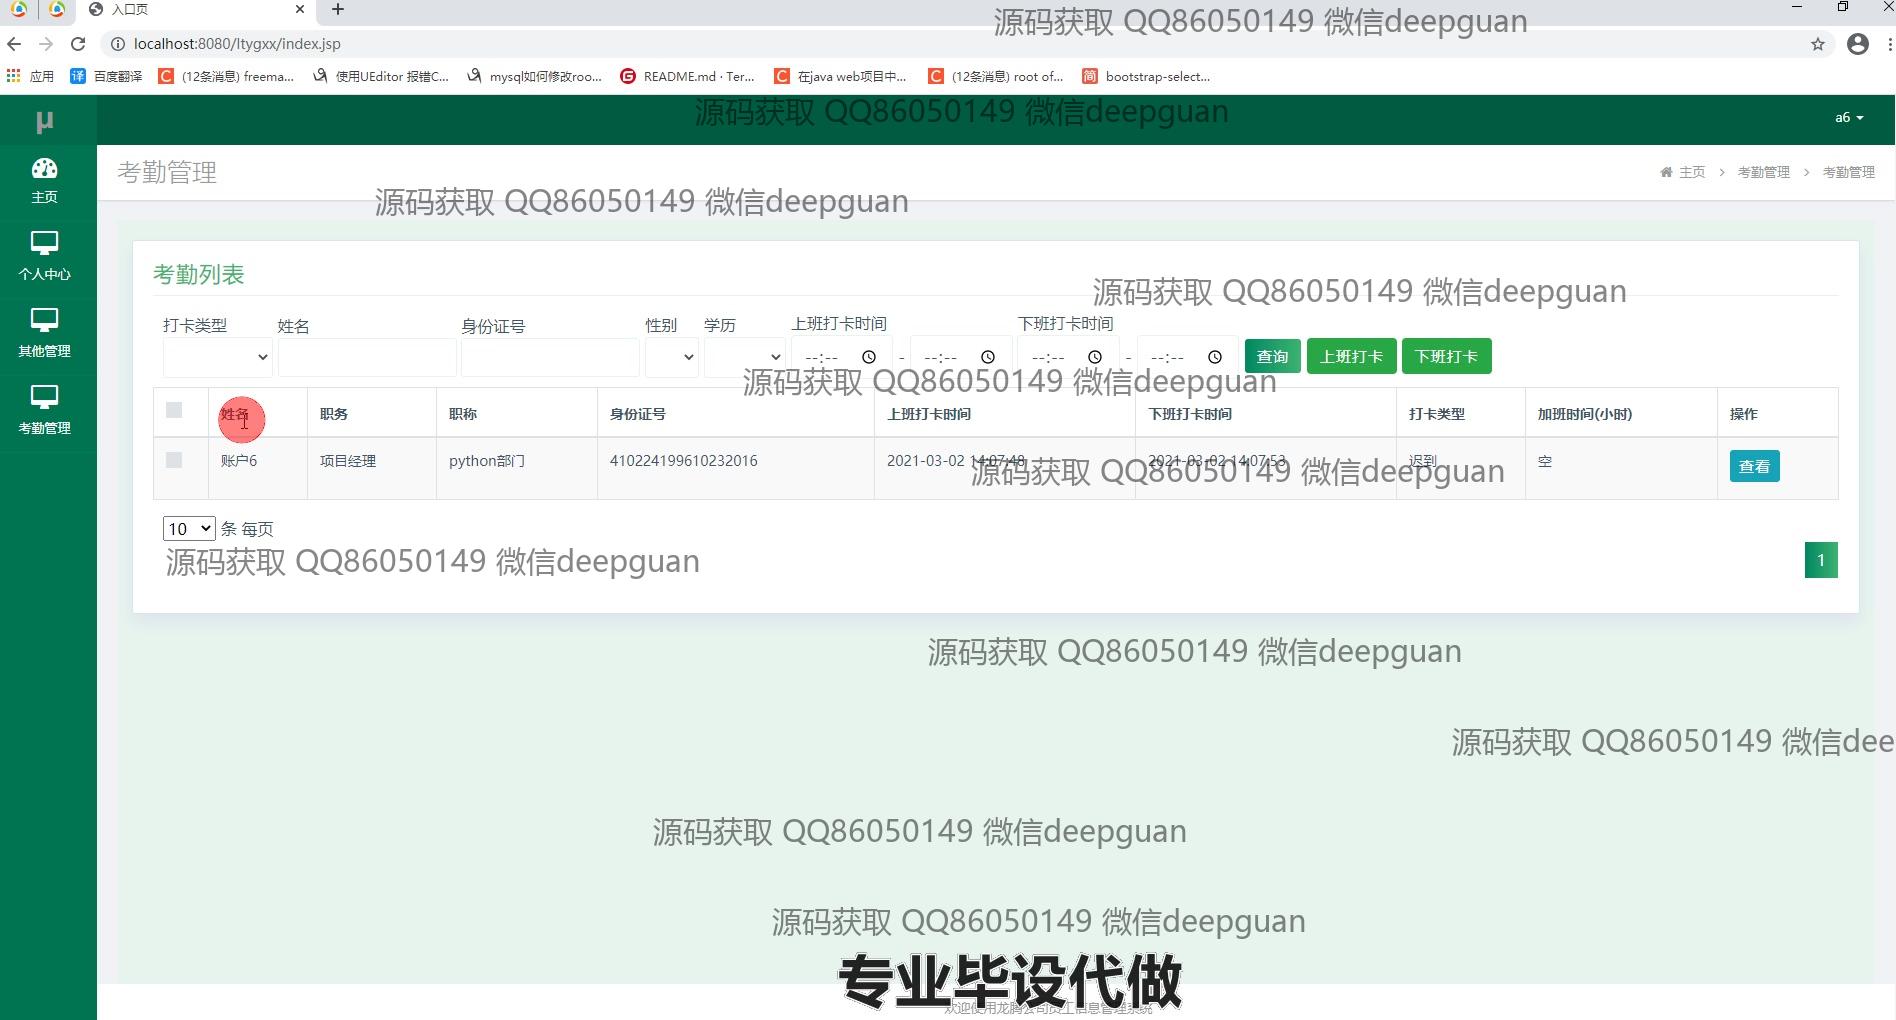 入口页
源码获取 QQ86050149 微信deepguan
localhost:8080/ltygxx/index.jsp
应用 百度翻译 (12条消息) freema... 使用UEditor 报错C... mysql如何修改roo... README.md · Ter... 在java web项目中... (12条消息) root of... bootstrap-select...
源码获取 QQ86050149 微信deepguan
μ
a6
主页
个人中心
其他管理
考勤管理
考勤管理
主页 > 考勤管理 > 考勤管理
源码获取 QQ86050149 微信deepguan
考勤列表
源码获取 QQ86050149 微信deepguan
打卡类型 姓名 身份证号 性别 学历 上班打卡时间 下班打卡时间
--:-- - --:-- --:-- - --:-- 查询 上班打卡 下班打卡
源码获取 QQ86050149 微信deepguan
姓名 职务 职称 身份证号 上班打卡时间 下班打卡时间 打卡类型 加班时间(小时) 操作
账户6 项目经理 python部门 410224199610232016 2021-03-02 14:07:48 2021-03-02 14:07:53 迟到 空 查看
源码获取 QQ86050149 微信deepguan
10 条 每页
源码获取 QQ86050149 微信deepguan
1
源码获取 QQ86050149 微信deepguan
源码获取 QQ86050149 微信dee
源码获取 QQ86050149 微信deepguan
源码获取 QQ86050149 微信deepguan
专业毕设代做
欢迎使用龙腾公司员工信息管理系统